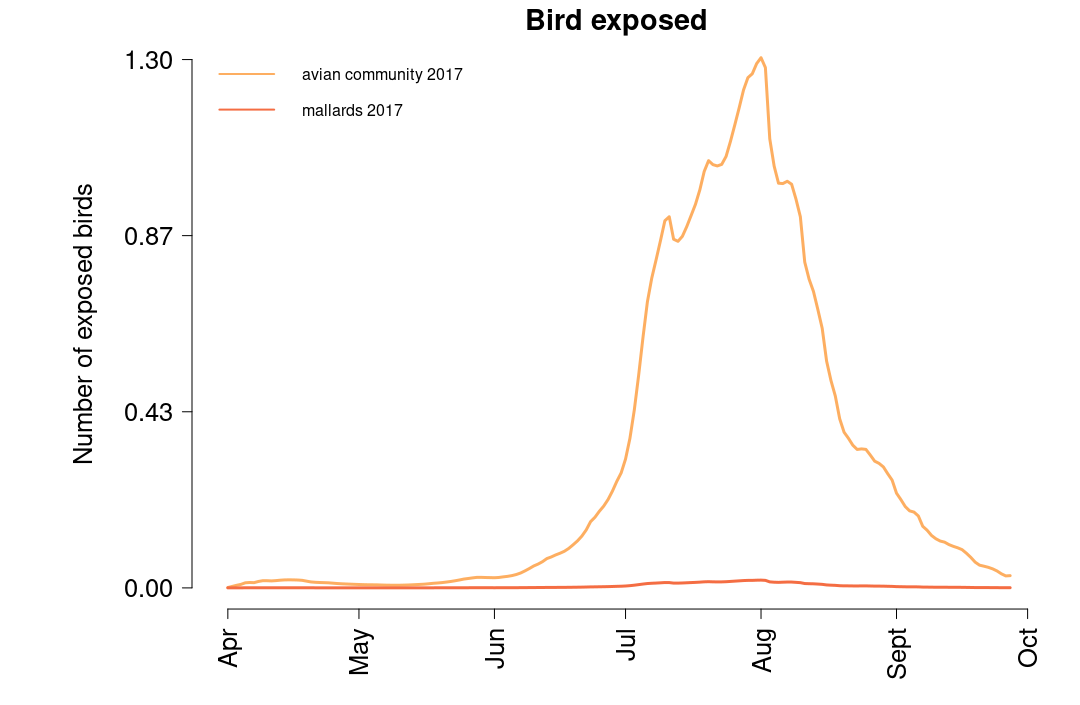 Bird exposed
avian community 2017
mallards 2017
Number of exposed birds
1.30
0.87
0.43
0.00
Apr
May
Jun
Jul
Aug
Sept
Oct